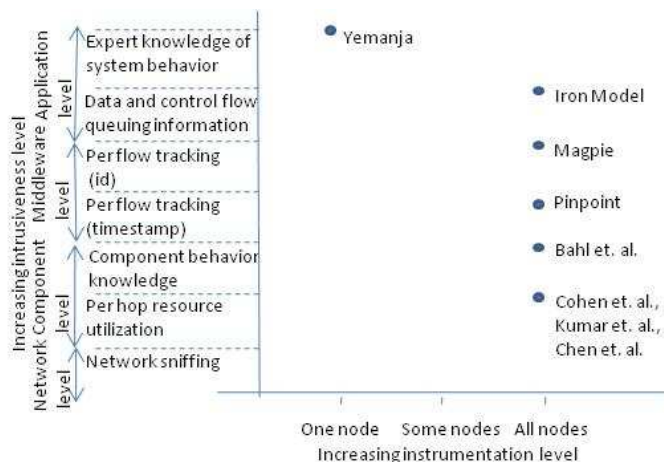 Increasing intrusiveness level
Application level
Middleware level
Component level
Network level
Expert knowledge of
system behavior
Data and control flow
queuing information
Per flow tracking
(id)
Per flow tracking
(timestamp)
Component behavior
knowledge
Per hop resource
utilization
Network sniffing
Yemanja
Iron Model
Magpie
Pinpoint
Bahl et. al.
Cohen et. al.,
Kumar et. al.,
Chen et. al.
One node Some nodes All nodes
Increasing instrumentation level